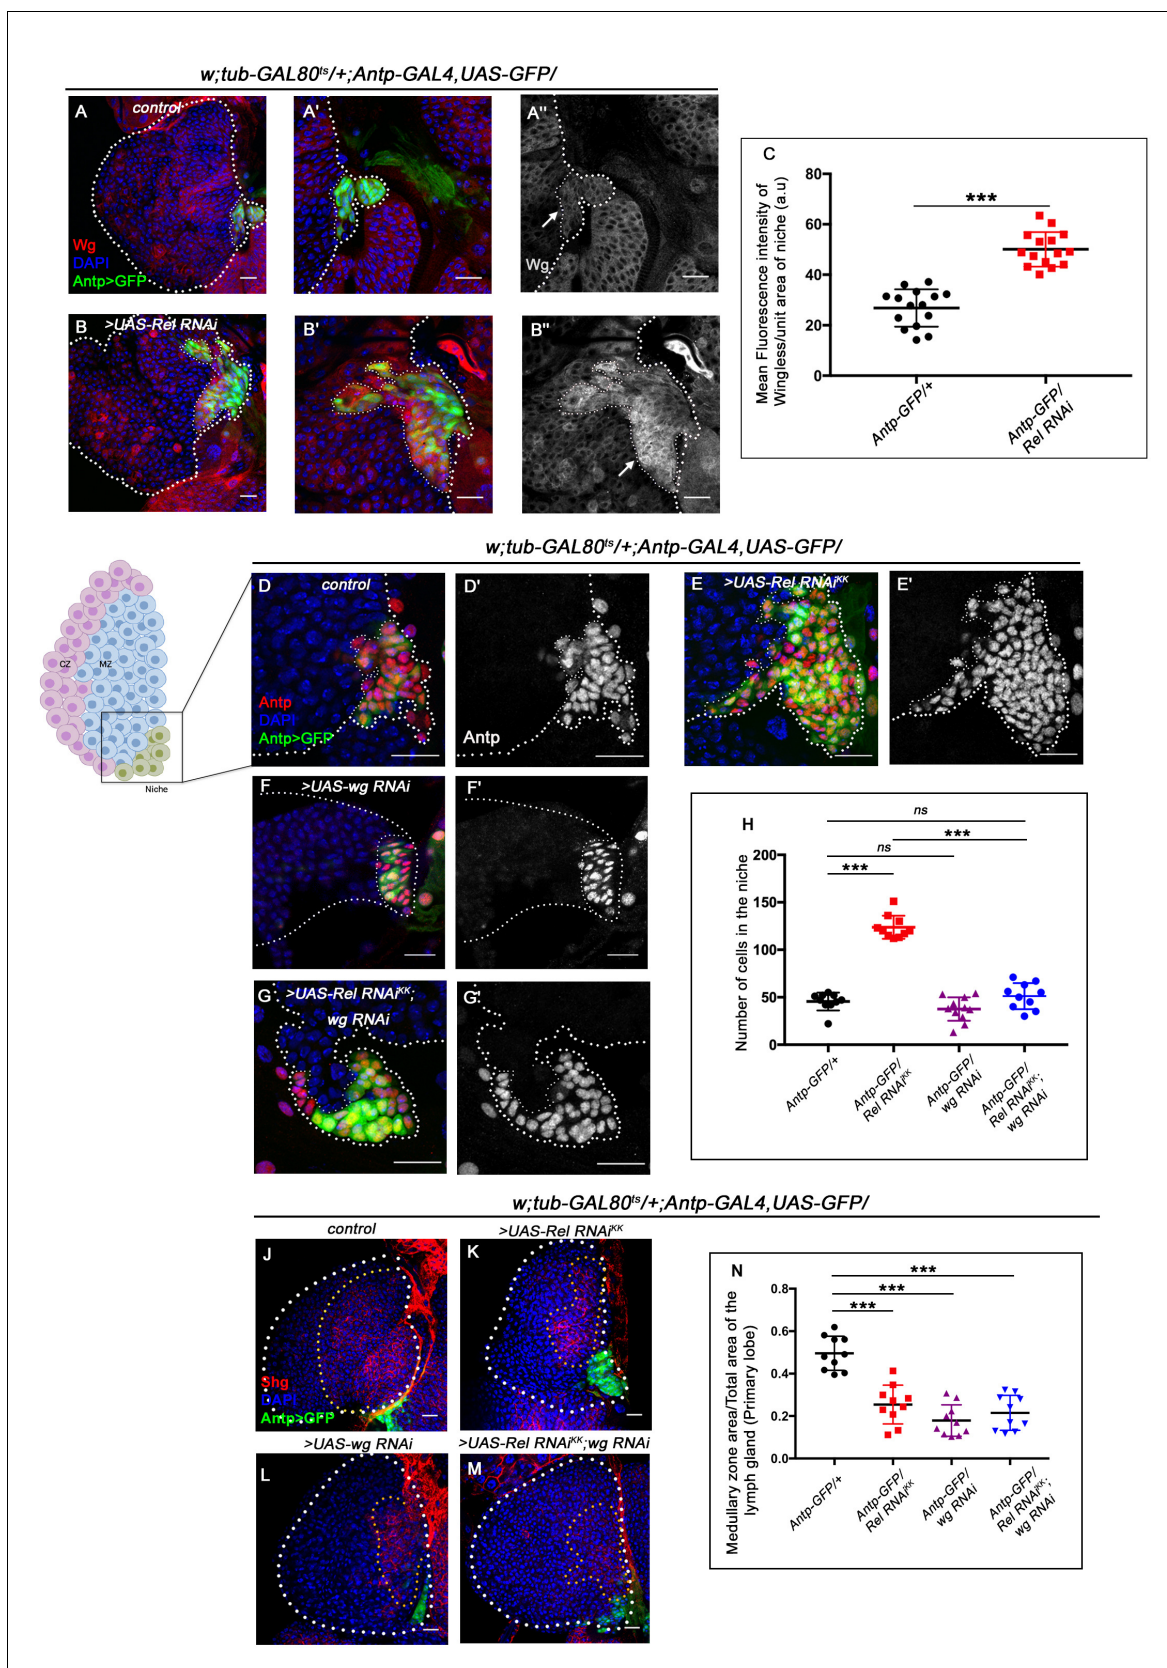 w;tub-GAL80ts/+;Antp-GAL4,UAS-GFP/
A
control
Wg
DAPI
Antp>GFP
A'
A"
Wg
B
>UAS-Rel RNAi
B'
B"
C
Mean Fluorescence intensity of
Wingless/unit area of niche (a.u)
80
60
40
20
0
***
Antp-GFP/+
Antp-GFP/
Rel RNAi
w;tub-GAL80ts/+;Antp-GAL4,UAS-GFP/
CZ
MZ
Niche
D
control
Antp
DAPI
Antp>GFP
D'
Antp
E
>UAS-Rel RNAiKK
E'
F
>UAS-wg RNAi
F'
G
>UAS-Rel RNAiKK;
wg RNAi
G'
H
Number of cells in the niche
200
150
100
50
0
ns
***
ns
***
Antp-GFP/+
Antp-GFP/
Rel RNAiKK
Antp-GFP/
wg RNAi
Antp-GFP/
Rel RNAiKK;
wg RNAi
w;tub-GAL80ts/+;Antp-GAL4,UAS-GFP/
control
J
Shg
DAPI
Antp>GFP
>UAS-Rel RNAiKK
K
>UAS-wg RNAi
L
>UAS-Rel RNAiKK;wg RNAi
M
N
Medullary zone area/Total area of the
lymph gland (Primary lobe)
0.8
0.6
0.4
0.2
0.0
***
***
***
Antp-GFP/+
Antp-GFP/
Rel RNAiKK
Antp-GFP/
wg RNAi
Antp-GFP/
Rel RNAiKK;
wg RNAi